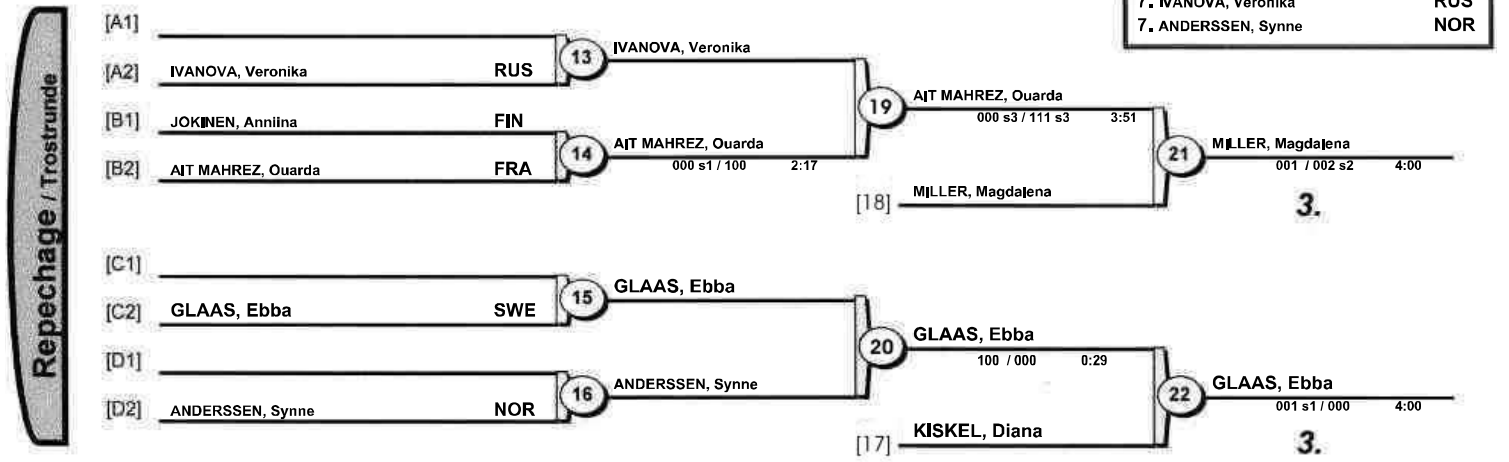 7. IVANOVA, Veronika RUS
7. ANDERSSEN, Synne NOR
Repechage / Trostrunde
[A1]
[A2] IVANOVA, Veronika RUS
13
IVANOVA, Veronika
[B1] JOKINEN, Anniina FIN
[B2] AIT MAHREZ, Ouarda FRA
14
AIT MAHREZ, Ouarda
000 s1 / 100 2:17
19
AIT MAHREZ, Ouarda
000 s3 / 111 s3 3:51
[18] MILLER, Magdalena
21
MILLER, Magdalena
001 / 002 s2 4:00
3.
[C1]
[C2] GLAAS, Ebba SWE
15
GLAAS, Ebba
[D1]
[D2] ANDERSSEN, Synne NOR
16
ANDERSSEN, Synne
20
GLAAS, Ebba
100 / 000 0:29
[17] KISKEL, Diana
22
GLAAS, Ebba
001 s1 / 000 4:00
3.